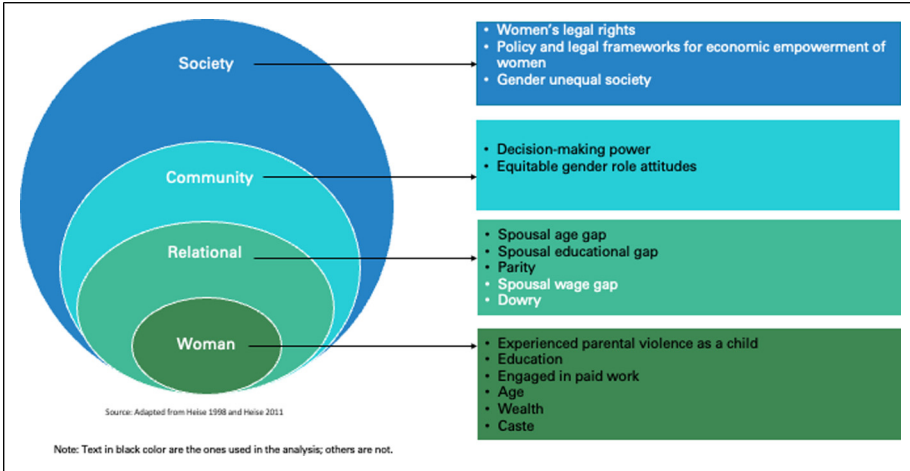 Society
• Women's legal rights
• Policy and legal frameworks for economic empowerment of
women
• Gender unequal society
Community
• Decision-making power
• Equitable gender role attitudes
Relational
• Spousal age gap
• Spousal educational gap
• Parity
• Spousal wage gap
• Dowry
Woman
• Experienced parental violence as a child
• Education
• Engaged in paid work
• Age
• Wealth
• Caste
Source: Adapted from Heise 1998 and Heise 2011
Note: Text in black color are the ones used in the analysis; others are not.